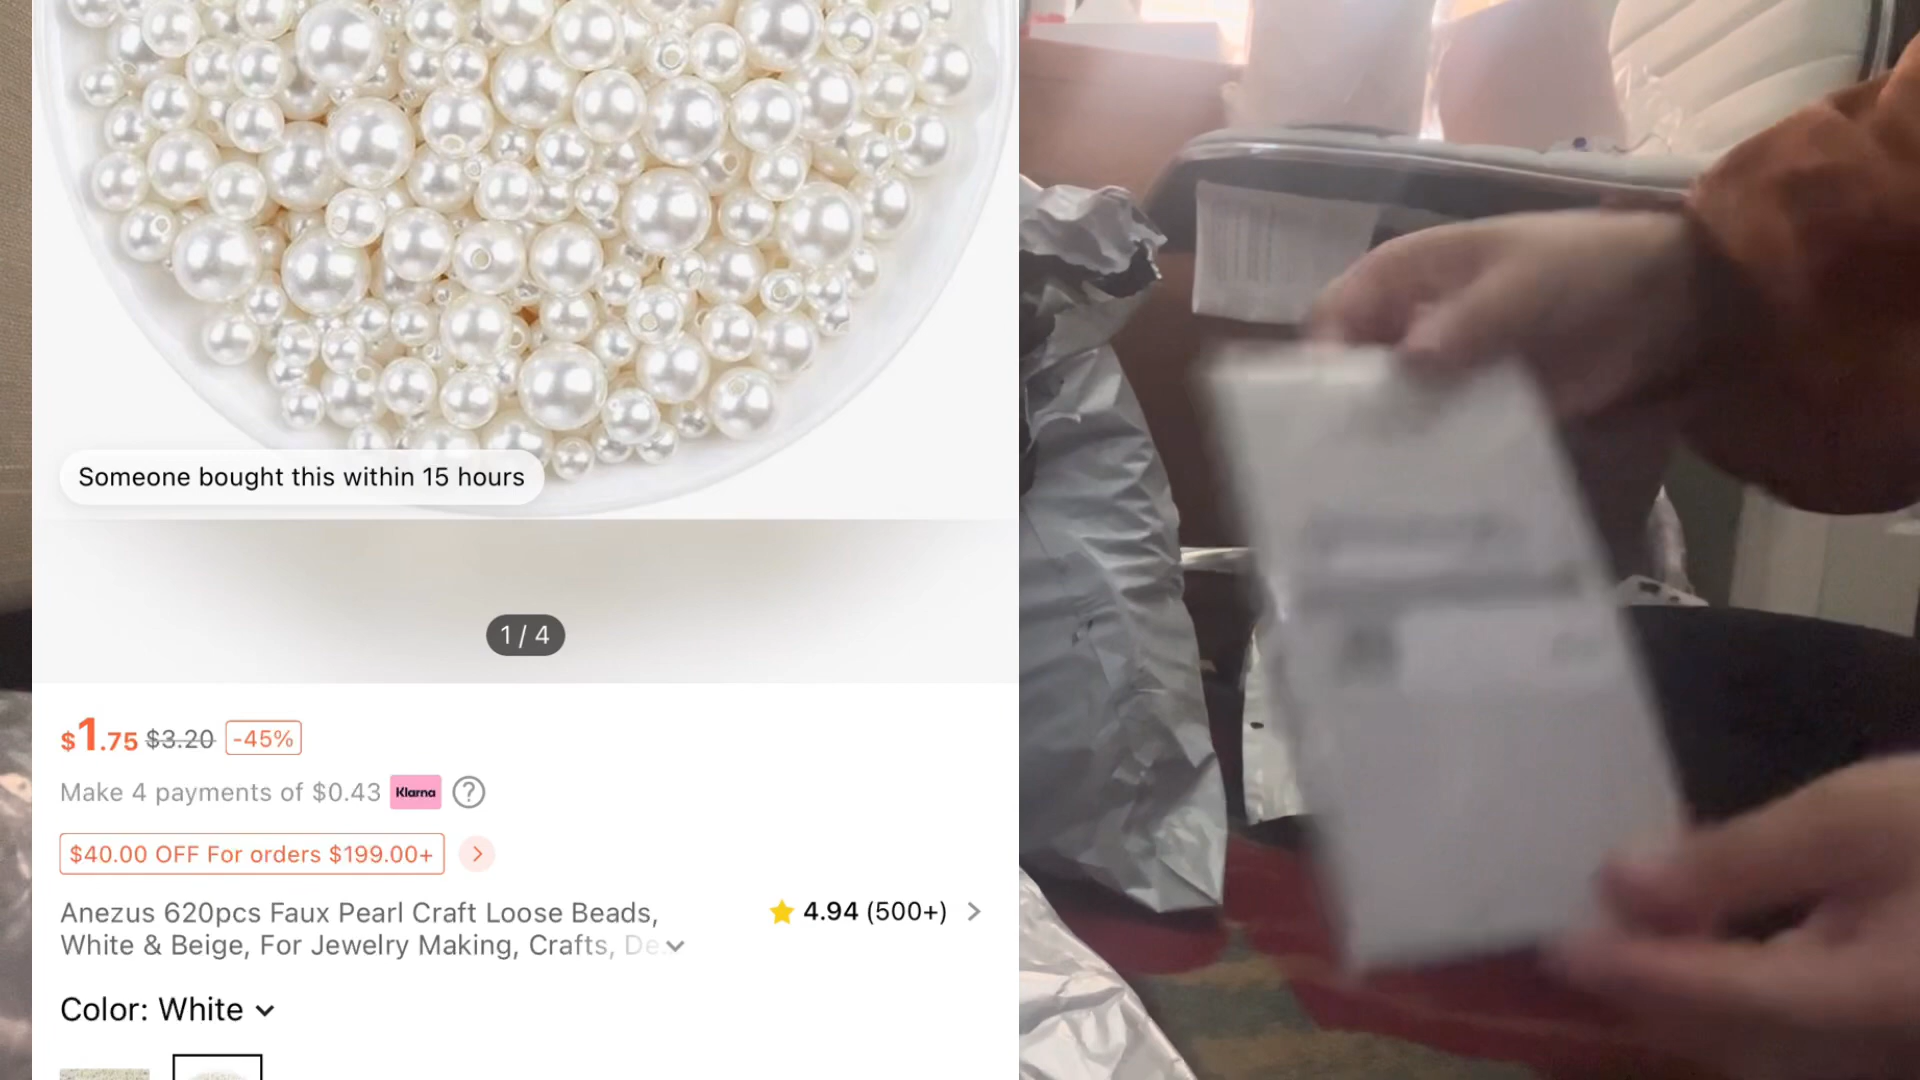 Someone bought this within 15 hours
1 / 4
$1.75 $3.20 -45%
Make 4 payments of $0.43 Klarna ?
$40.00 OFF For orders $199.00+
Anezus 620pcs Faux Pearl Craft Loose Beads,
White & Beige, For Jewelry Making, Crafts, De..
4.94 (500+)
Color: White